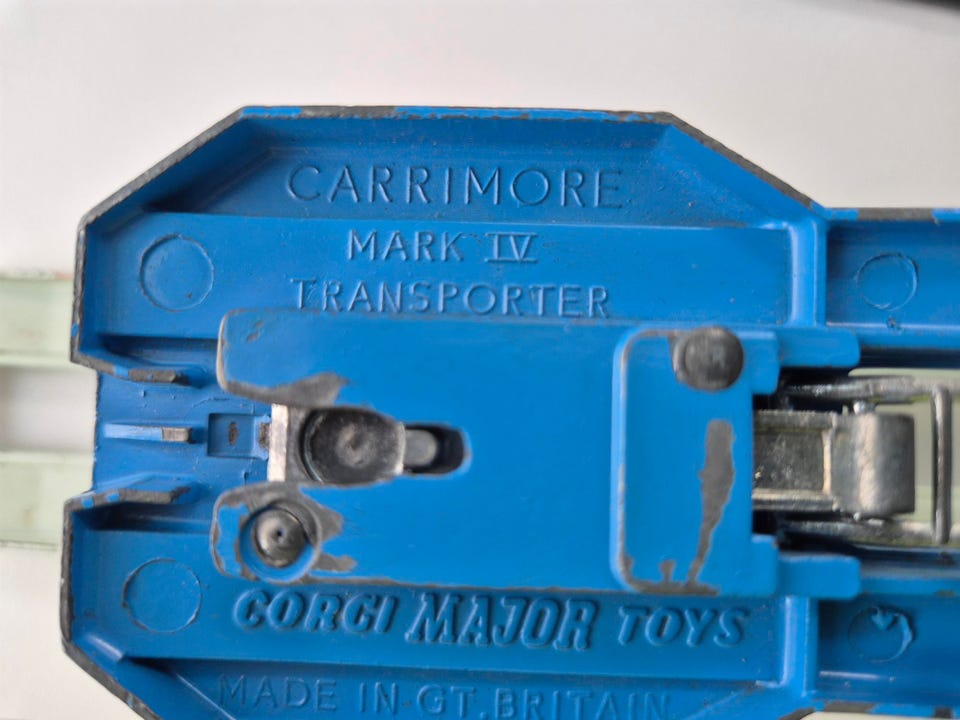 CARRIMORE
MARK IV
TRANSPORTER
CORGI MAJOR TOYS
MADE IN GT. BRITAIN